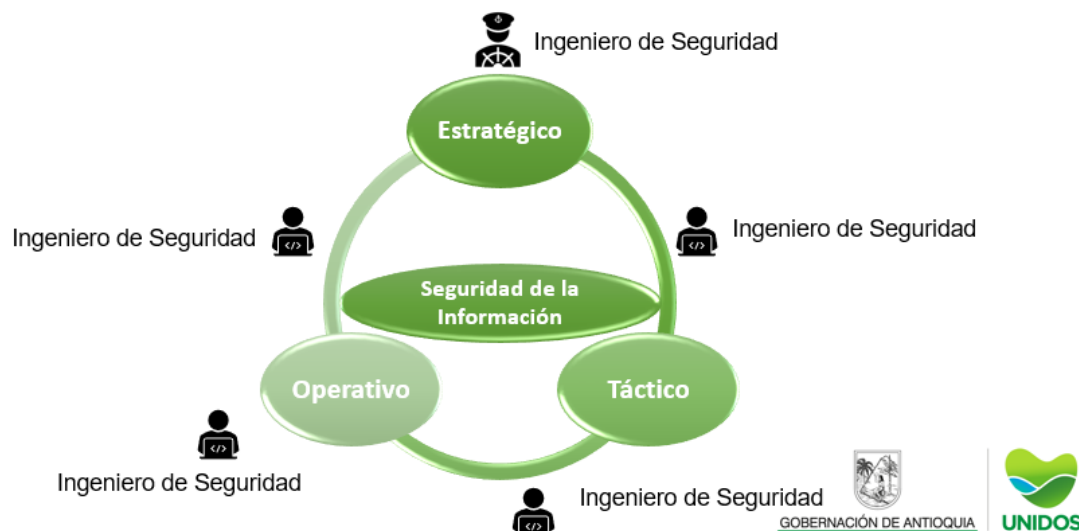 Ingeniero de Seguridad
Estratégico
Ingeniero de Seguridad
Ingeniero de Seguridad
Seguridad de la
Información
Operativo
Táctico
Ingeniero de Seguridad
Ingeniero de Seguridad
GOBERNACIÓN DE ANTIOQUIA
UNIDOS